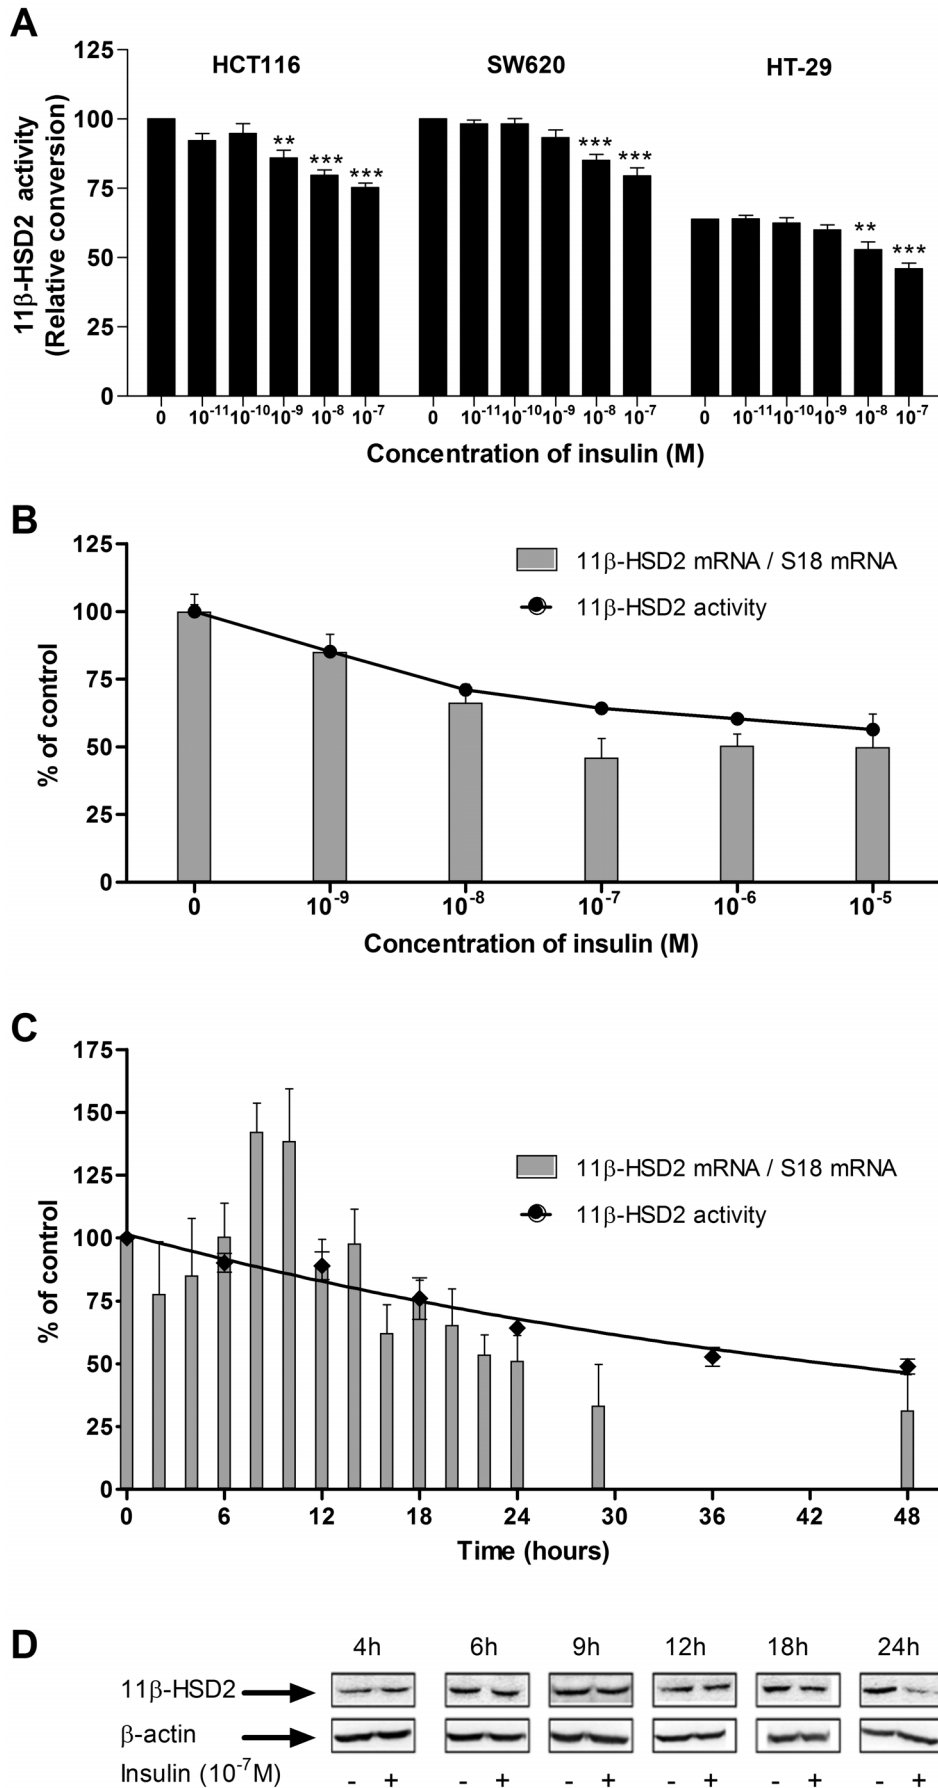 A
125
100
75
50
25
0
11β-HSD2 activity
(Relative conversion)
HCT116 SW620 HT-29
** *** *** *** *** ** ***
0 10⁻¹¹ 10⁻¹⁰ 10⁻⁹ 10⁻⁸ 10⁻⁷ 0 10⁻¹¹ 10⁻¹⁰ 10⁻⁹ 10⁻⁸ 10⁻⁷ 0 10⁻¹¹ 10⁻¹⁰ 10⁻⁹ 10⁻⁸ 10⁻⁷
Concentration of insulin (M)
B
125
100
75
50
25
0
% of control
11β-HSD2 mRNA / S18 mRNA
11β-HSD2 activity
0 10⁻⁹ 10⁻⁸ 10⁻⁷ 10⁻⁶ 10⁻⁵
Concentration of insulin (M)
C
175
150
125
100
75
50
25
0
% of control
11β-HSD2 mRNA / S18 mRNA
11β-HSD2 activity
0 6 12 18 24 30 36 42 48
Time (hours)
D
4h 6h 9h 12h 18h 24h
11β-HSD2
β-actin
Insulin (10⁻⁷M) - + - + - + - + - + - +